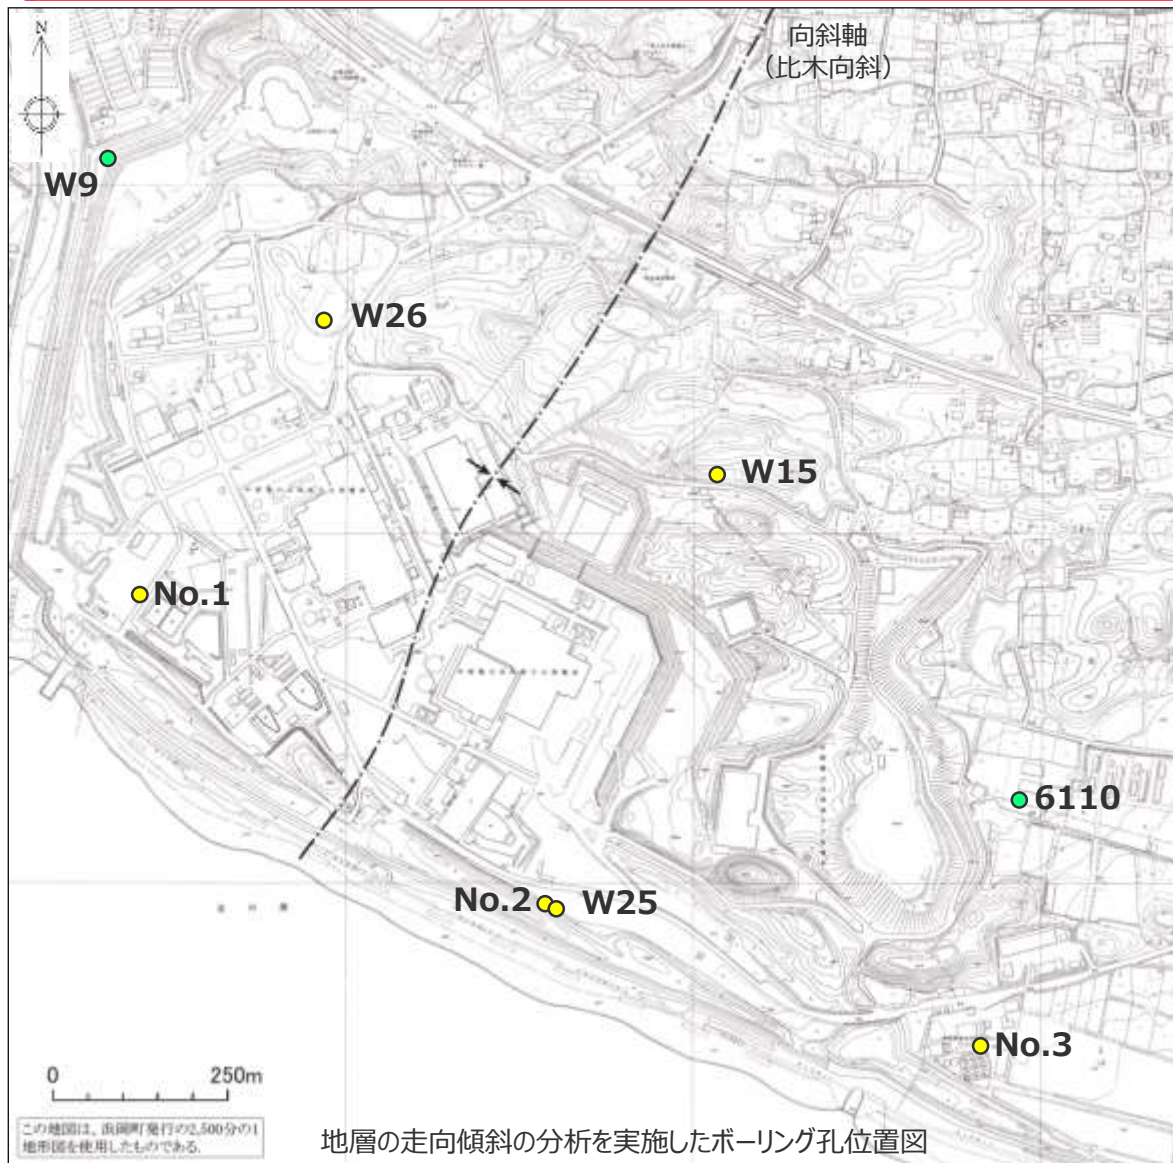 向斜軸
（比木向斜）
N
W9
W26
W15
No.1
6110
No.2
W25
No.3
0 250m
この地図は、浜岡町発行の2,500分の1
地形図を使用したものである。
地層の走向傾斜の分析を実施したボーリング孔位置図